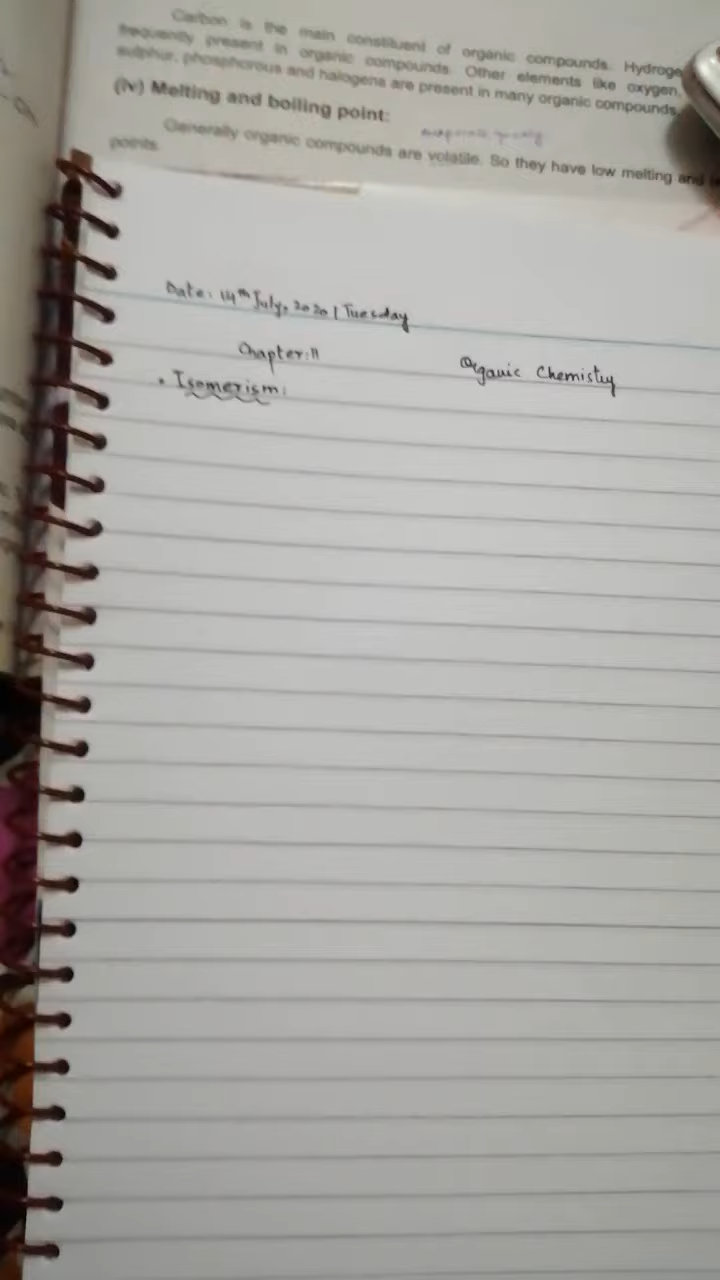 Carbon is the main constituent of organic compounds. Hydroge
frequently present in organic compounds. Other elements like oxygen,
sulphur, phosphorous and halogens are present in many organic compounds.
(iv) Melting and boiling point:
Generally organic compounds are volatile. So they have low melting and
points.
Date: 14th July, 2020 | Tuesday
Chapter: 11
Organic Chemistry
• Isomerism: